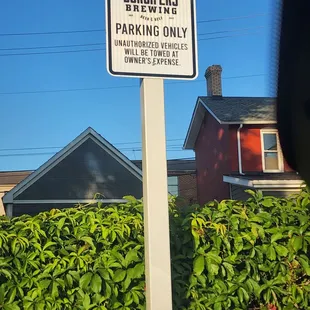 BREWING
PARKING ONLY
UNAUTHORIZED VEHICLES
WILL BE TOWED AT
OWNER'S EXPENSE.